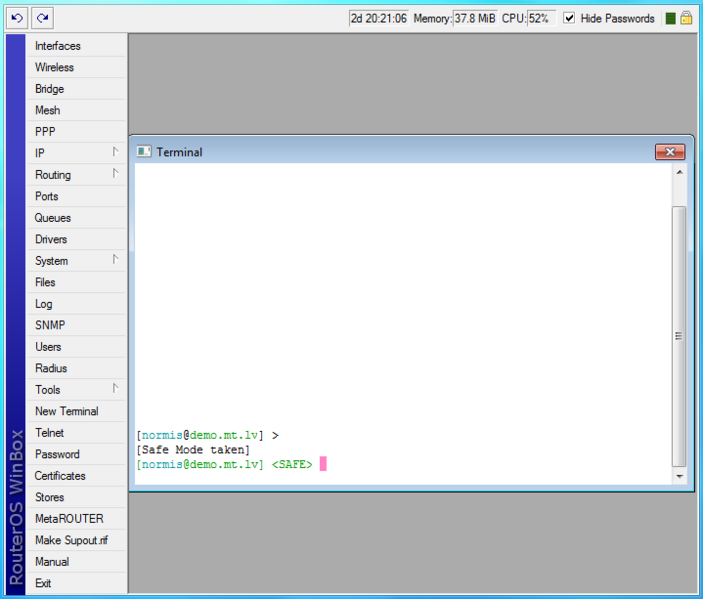 2d 20:21:06 Memory: 37.8 MiB CPU: 52% Hide Passwords
Interfaces
Wireless
Bridge
Mesh
PPP
IP
Routing
Ports
Queues
Drivers
System
Files
Log
SNMP
Users
Radius
Tools
New Terminal
Telnet
Password
Certificates
Stores
MetaROUTER
Make Supout.rif
Manual
Exit
RouterOS WinBox
Terminal
[normis@demo.mt.lv] >
[Safe Mode taken]
[normis@demo.mt.lv] <SAFE>